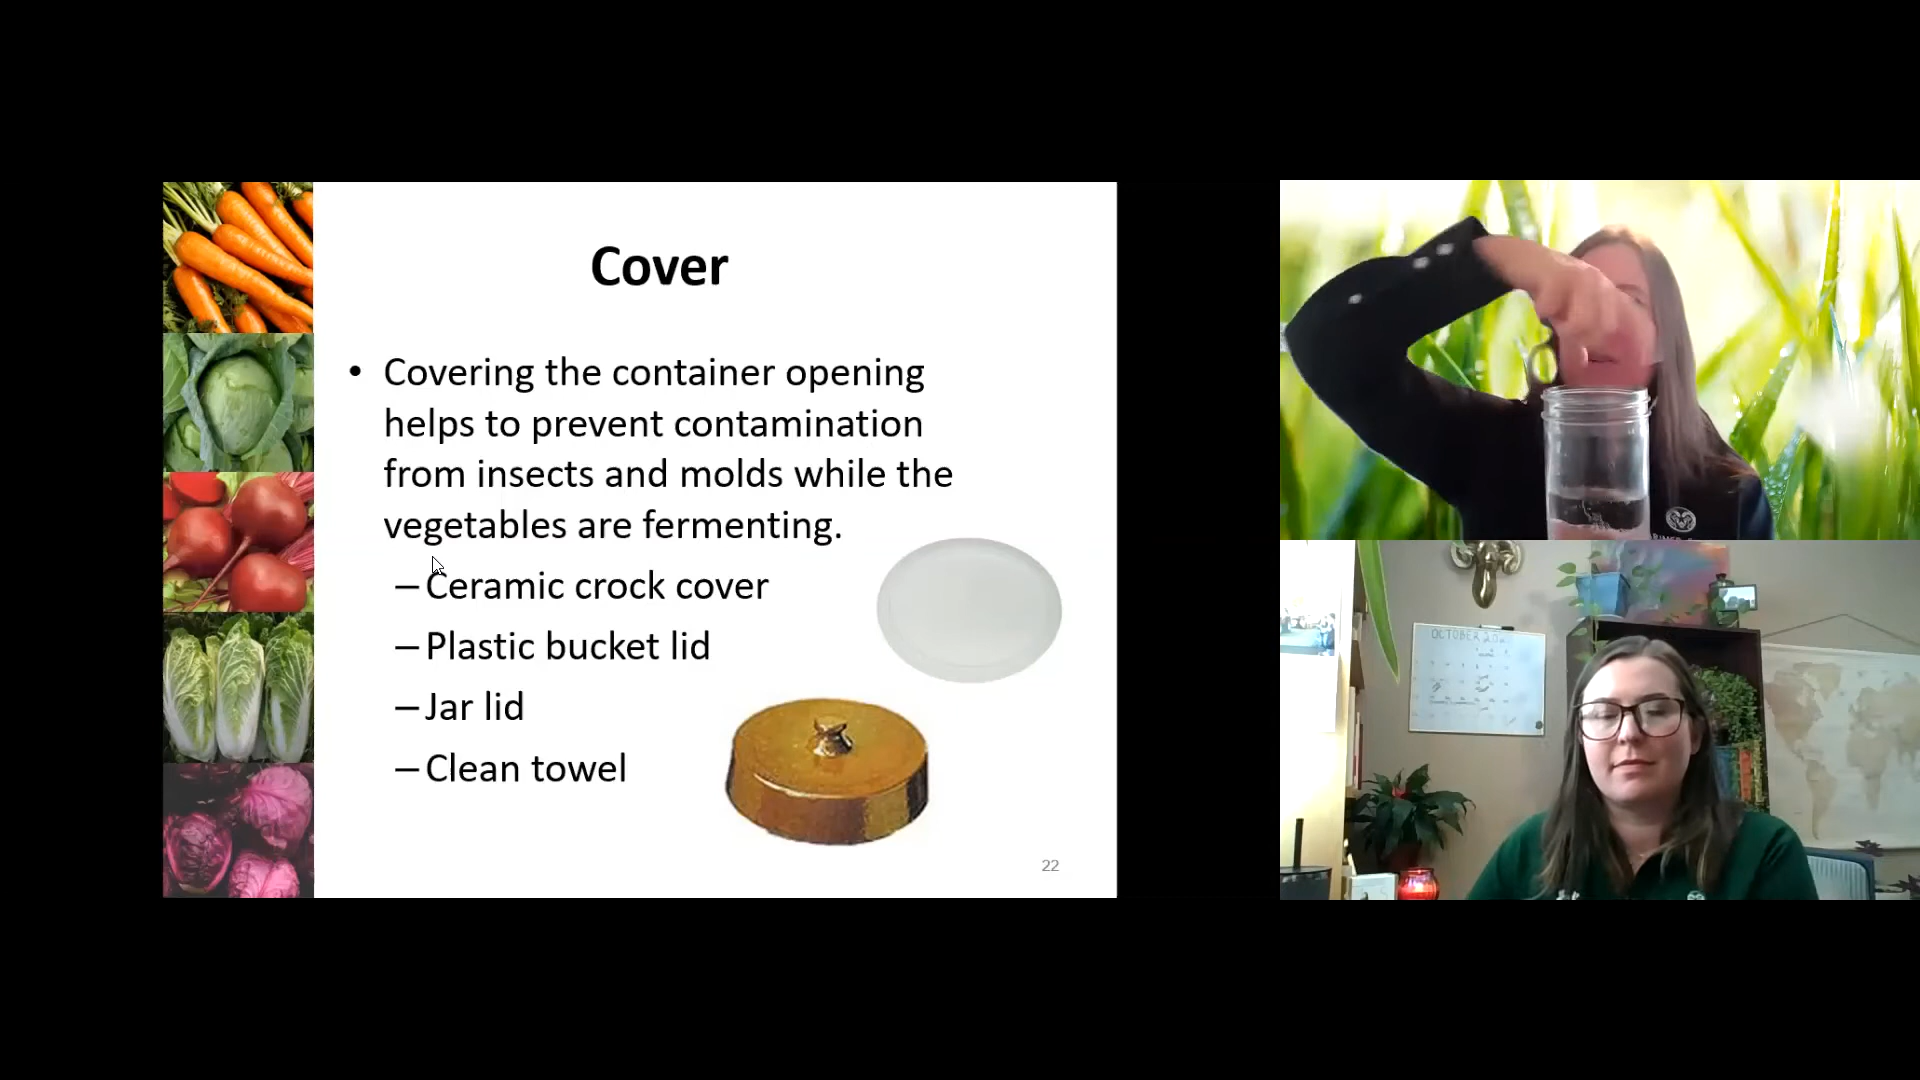 Cover
• Covering the container opening
helps to prevent contamination
from insects and molds while the
vegetables are fermenting.
–Ceramic crock cover
–Plastic bucket lid
–Jar lid
–Clean towel
22
OCTOBER